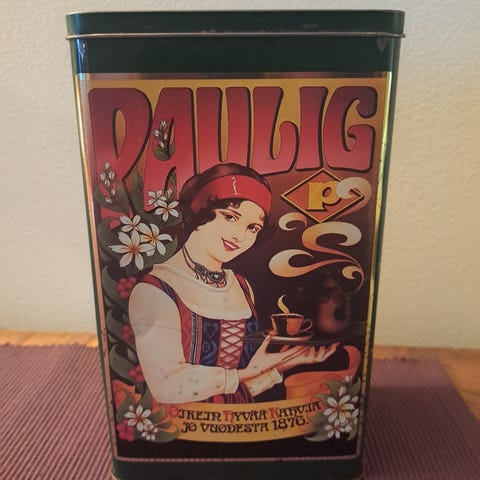 PAULIG
P
OIKEIN HYVÄÄ KAHVIA
JO VUODESTA 1876.